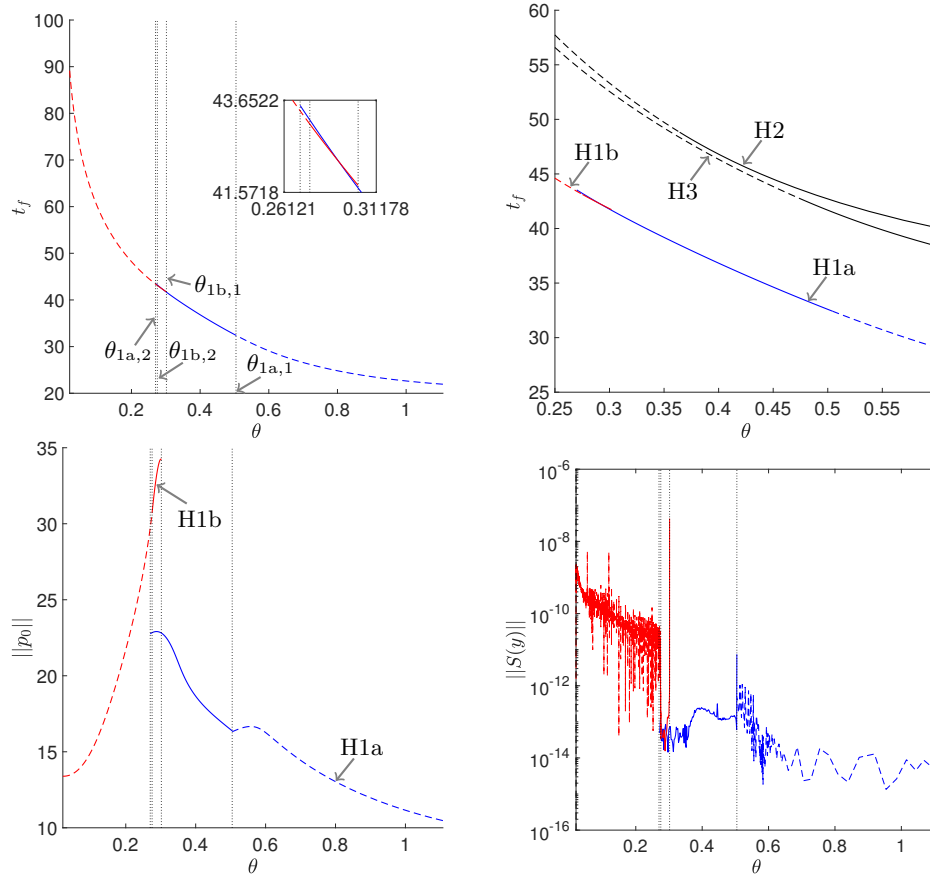 100
90
80
70
60
50
40
30
20
t_f
43.6522
41.5718
0.26121
0.31178
θ_{1b,1}
θ_{1a,2}
θ_{1b,2}
θ_{1a,1}
0.2 0.4 0.6 0.8 1
θ
60
55
50
45
40
35
30
25
t_f
H2
H1b
H3
H1a
0.25 0.3 0.35 0.4 0.45 0.5 0.55
θ
35
30
25
20
15
10
||p_0||
H1b
H1a
0.2 0.4 0.6 0.8 1
θ
10^{-6}
10^{-8}
10^{-10}
10^{-12}
10^{-14}
10^{-16}
||S(y)||
0.2 0.4 0.6 0.8 1
θ